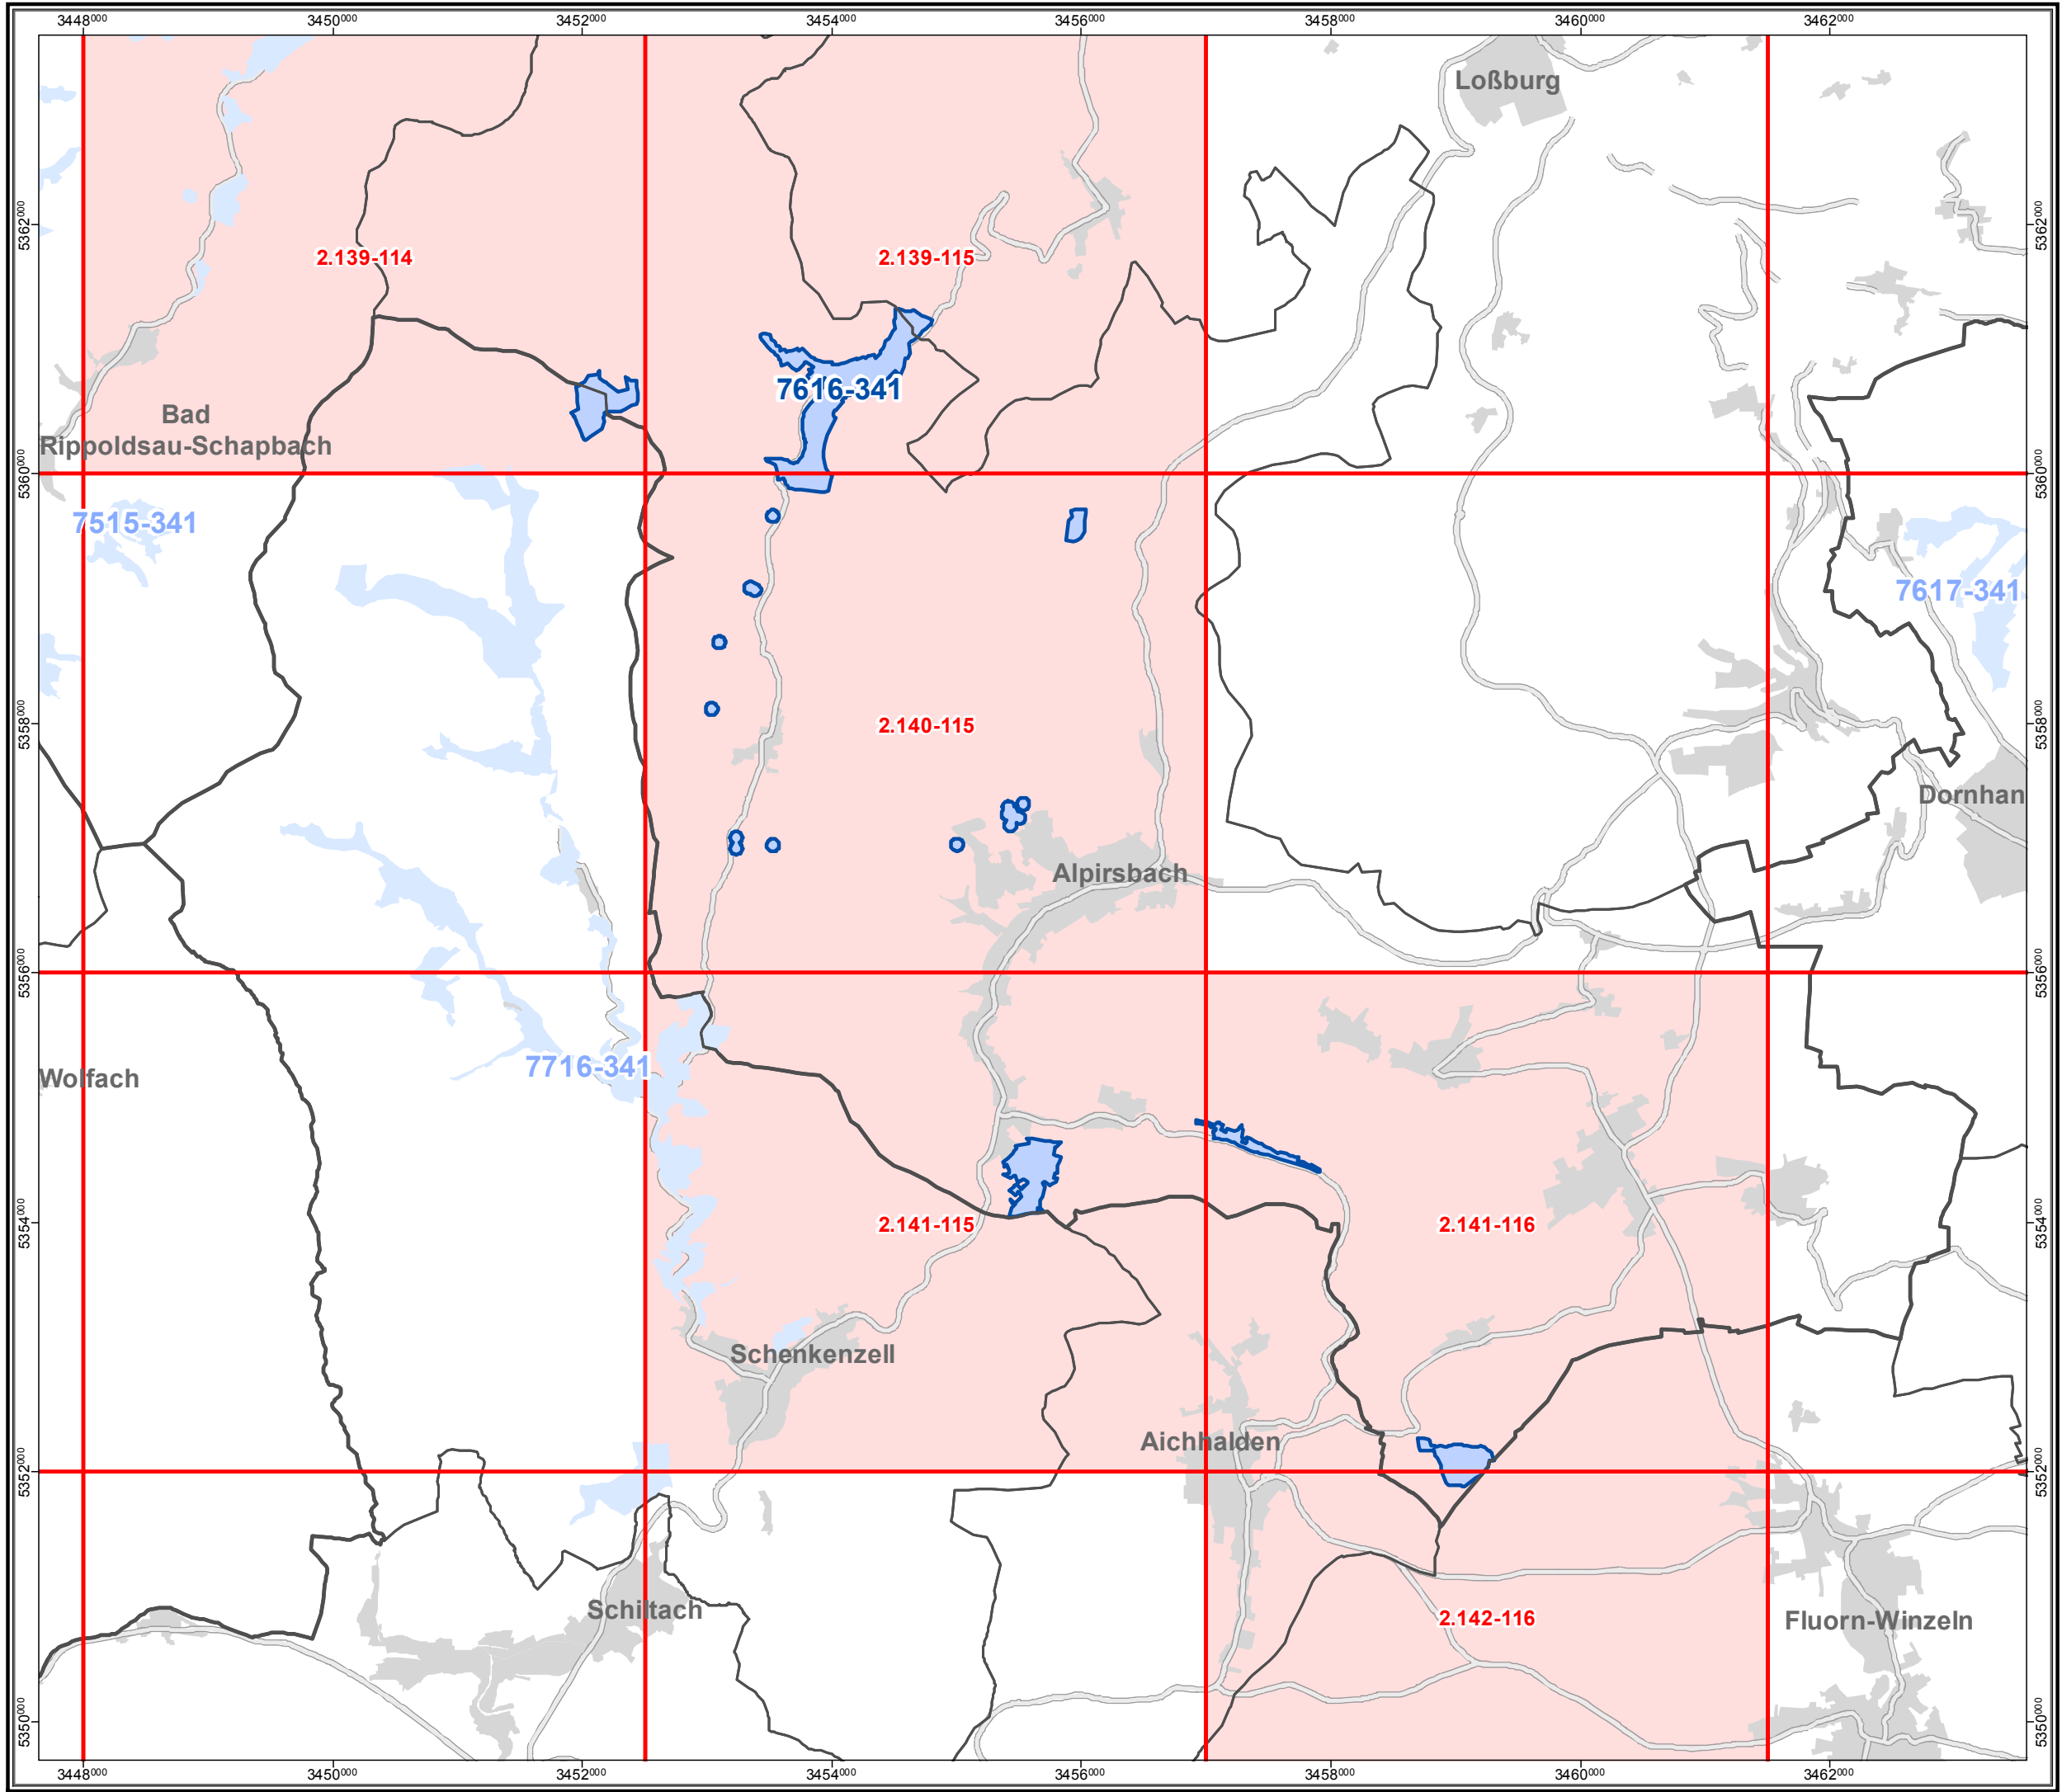 3448000 3450000 3452000 3454000 3456000 3458000 3460000 3462000
Loßburg
5362000 5362000
2.139-114 2.139-115
7616-341
Bad
Rippoldsau-Schapbach
5360000 5360000
7515-341
7617-341
5358000 2.140-115 5358000
Dornhan
Alpirsbach
5356000 5356000
7716-341
Wolfach
5354000 2.141-115 2.141-116 5354000
Schenkenzell
Aichhalden
5352000 5352000
Schiltach
2.142-116 Fluorn-Winzeln
5350000 5350000
3448000 3450000 3452000 3454000 3456000 3458000 3460000 3462000